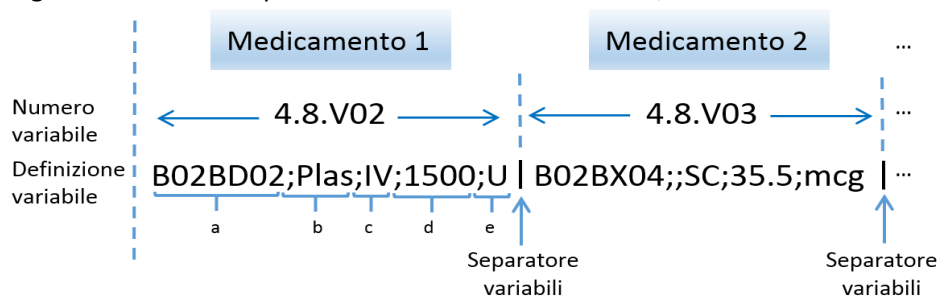 Medicamento 1 Medicamento 2 ...
Numero variabile 4.8.V02 4.8.V03 ...
Definizione variabile B02BD02;Plas;IV;1500;U | B02BX04;;SC;35.5;mcg | ...
a b c d e
Separatore variabili Separatore variabili